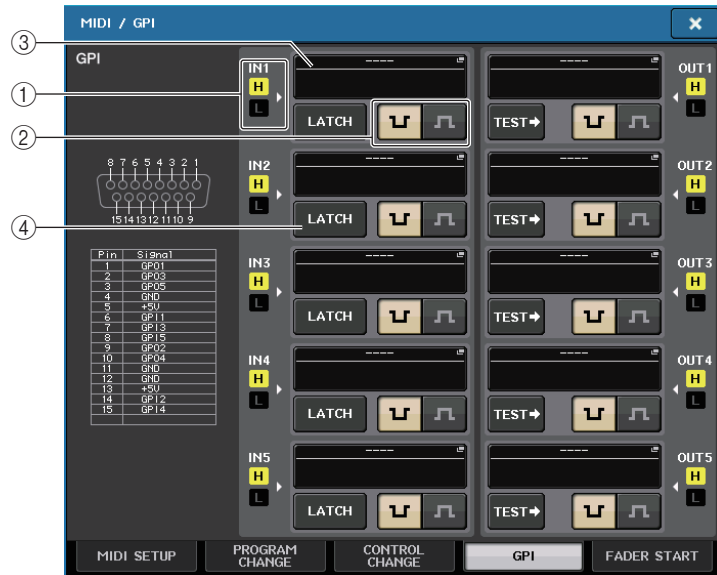 MIDI / GPI
×
GPI
8 7 6 5 4 3 2 1
15 14 13 12 11 10 9
Pin Signal
1 GPO1
2 GPO3
3 GPO5
4 GND
5 +5V
6 GPI1
7 GPI3
8 GPI5
9 GPO2
10 GPO4
11 GND
12 GND
13 +5V
14 GPI2
15 GPI4
③
①
②
④
IN1
H
L
----
LATCH
----
TEST
OUT1
H
L
IN2
H
L
----
LATCH
----
TEST
OUT2
H
L
IN3
H
L
----
LATCH
----
TEST
OUT3
H
L
IN4
H
L
----
LATCH
----
TEST
OUT4
H
L
IN5
H
L
----
LATCH
----
TEST
OUT5
H
L
MIDI SETUP
PROGRAM
CHANGE
CONTROL
CHANGE
GPI
FADER START